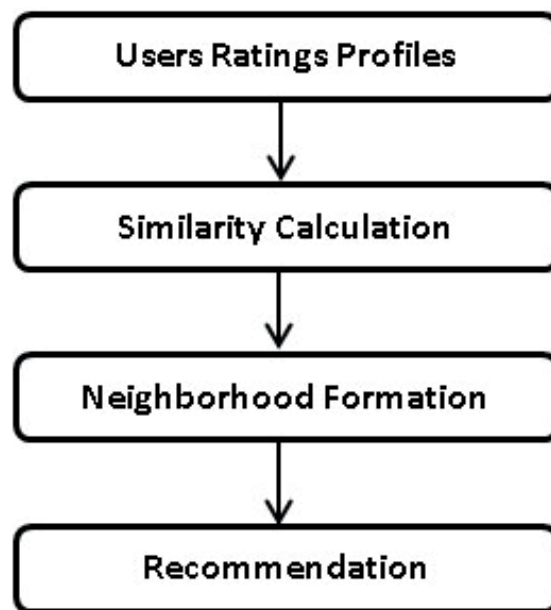 Users Ratings Profiles
Similarity Calculation
Neighborhood Formation
Recommendation